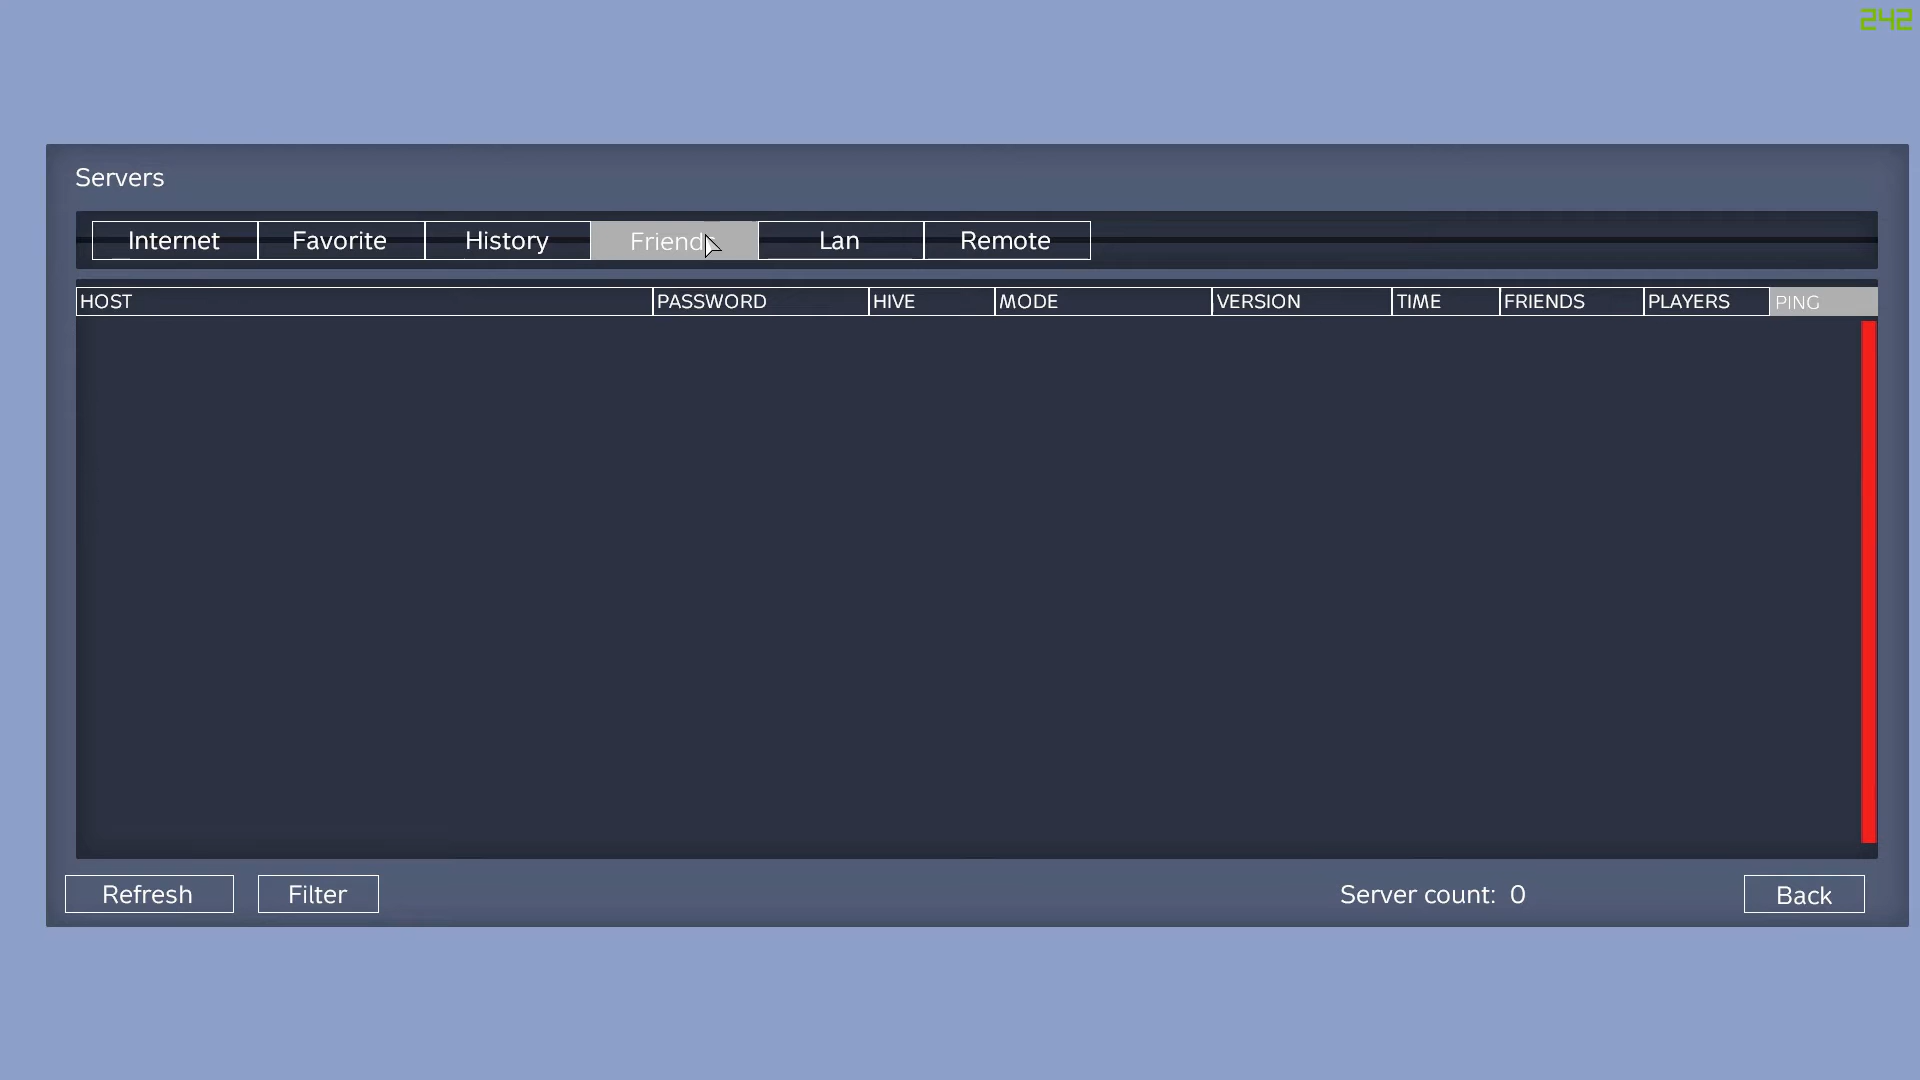 242
Servers
Internet Favorite History Friends Lan Remote
HOST PASSWORD HIVE MODE VERSION TIME FRIENDS PLAYERS PING
Refresh Filter Server count: 0 Back